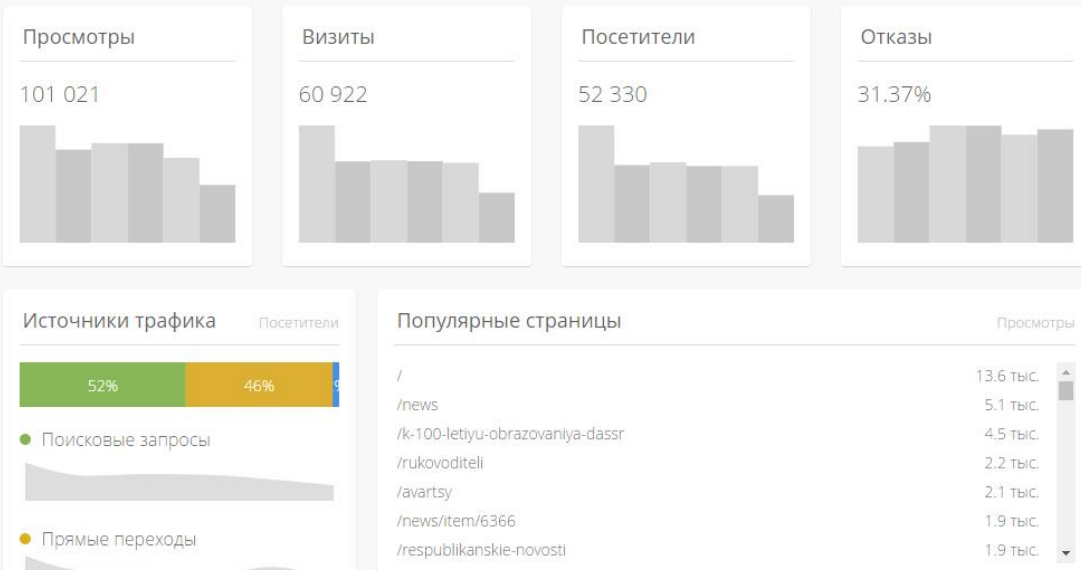 Просмотры
101 021
Визиты
60 922
Посетители
52 330
Отказы
31.37%
Источники трафика
Посетители
52%
46%
Поисковые запросы
Прямые переходы
Популярные страницы
Просмотры
/ 13.6 тыс.
/news 5.1 тыс.
/k-100-letiyu-obrazovaniya-dassr 4.5 тыс.
/rukovoditeli 2.2 тыс.
/avartsy 2.1 тыс.
/news/item/6366 1.9 тыс.
/respublikanskie-novosti 1.9 тыс.